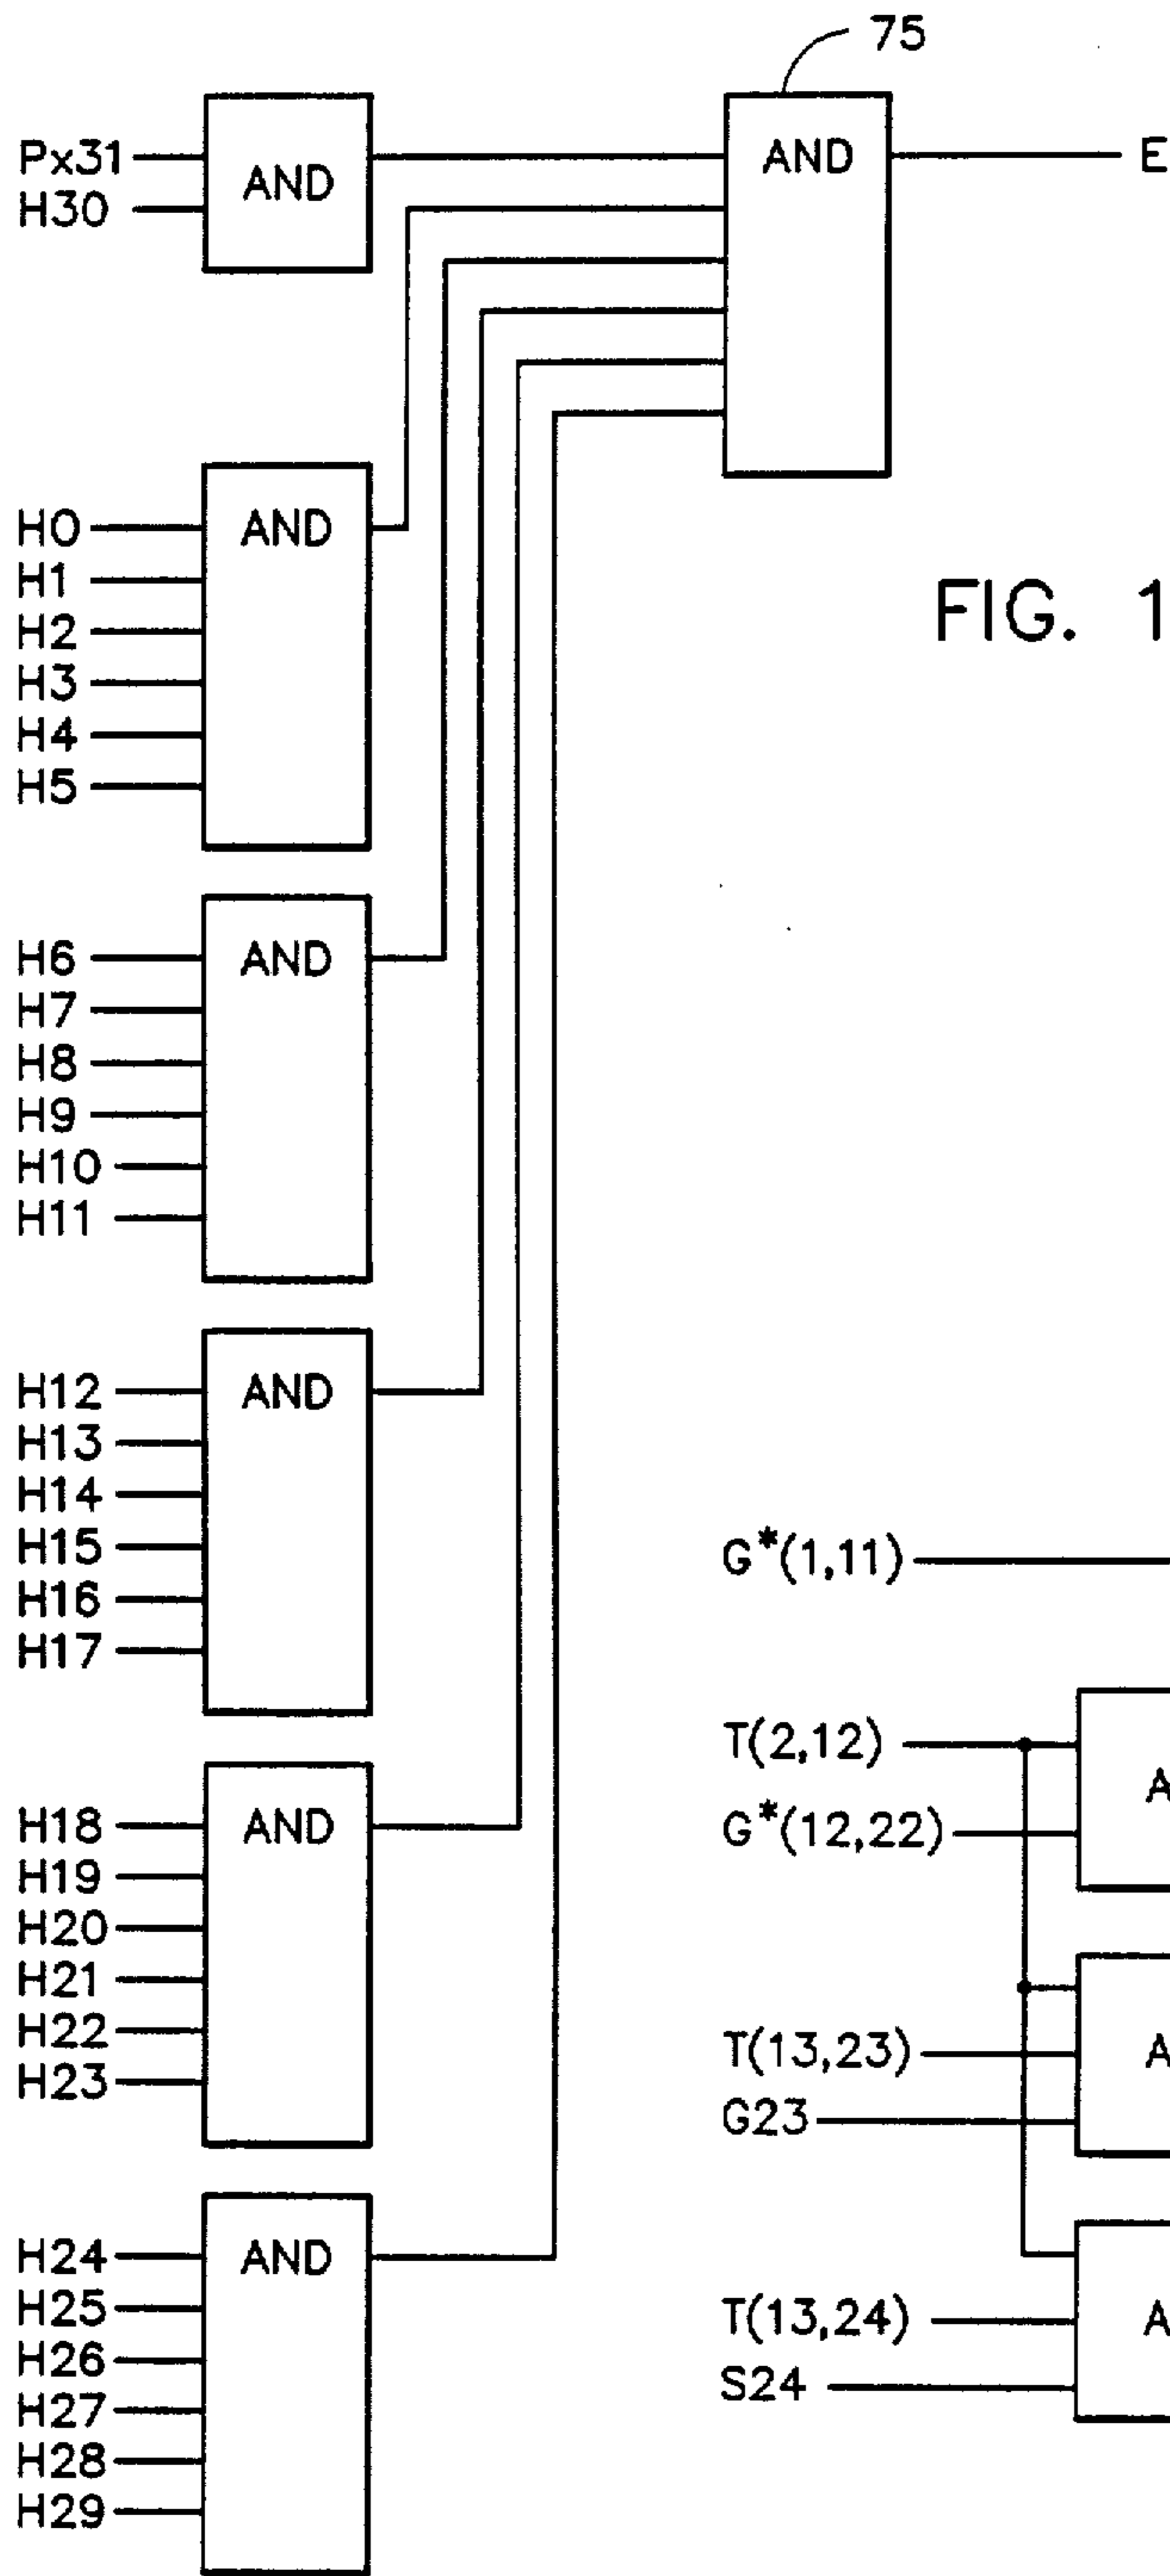 75
Px31
H30
AND
AND
E
H0
H1
H2
H3
H4
H5
AND
FIG. 1
H6
H7
H8
H9
H10
H11
AND
H12
H13
H14
H15
H16
H17
AND
G*(1,11)
T(2,12)
G*(12,22)
A
H18
H19
H20
H21
H22
H23
AND
T(13,23)
G23
A
H24
H25
H26
H27
H28
H29
AND
T(13,24)
S24
A